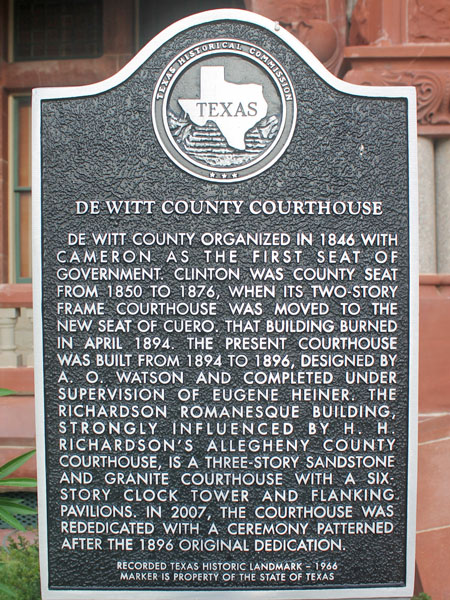 TEXAS HISTORICAL COMMISSION
TEXAS
DE WITT COUNTY COURTHOUSE
DE WITT COUNTY ORGANIZED IN 1846 WITH
CAMERON AS THE FIRST SEAT OF
GOVERNMENT. CLINTON WAS COUNTY SEAT
FROM 1850 TO 1876, WHEN ITS TWO-STORY
FRAME COURTHOUSE WAS MOVED TO THE
NEW SEAT OF CUERO. THAT BUILDING BURNED
IN APRIL 1894. THE PRESENT COURTHOUSE
WAS BUILT FROM 1894 TO 1896, DESIGNED BY
A. O. WATSON AND COMPLETED UNDER
SUPERVISION OF EUGENE HEINER. THE
RICHARDSON ROMANESQUE BUILDING,
STRONGLY INFLUENCED BY H. H.
RICHARDSON'S ALLEGHENY COUNTY
COURTHOUSE, IS A THREE-STORY SANDSTONE
AND GRANITE COURTHOUSE WITH A SIX-
STORY CLOCK TOWER AND FLANKING
PAVILIONS. IN 2007, THE COURTHOUSE WAS
REDEDICATED WITH A CEREMONY PATTERNED
AFTER THE 1896 ORIGINAL DEDICATION.
RECORDED TEXAS HISTORIC LANDMARK – 1966
MARKER IS PROPERTY OF THE STATE OF TEXAS